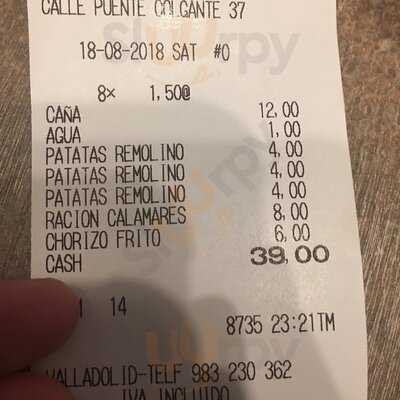 CALLE PUENTE COLGANTE 37
18-08-2018 SAT #0
8× 1,50@
CAÑA 12,00
AGUA 1,00
PATATAS REMOLINO 4,00
PATATAS REMOLINO 4,00
PATATAS REMOLINO 4,00
RACION CALAMARES 8,00
CHORIZO FRITO 6,00
CASH 39,00
14
8735 23:21TM
VALLADOLID-TELF 983 230 362
IVA INCLUIDO